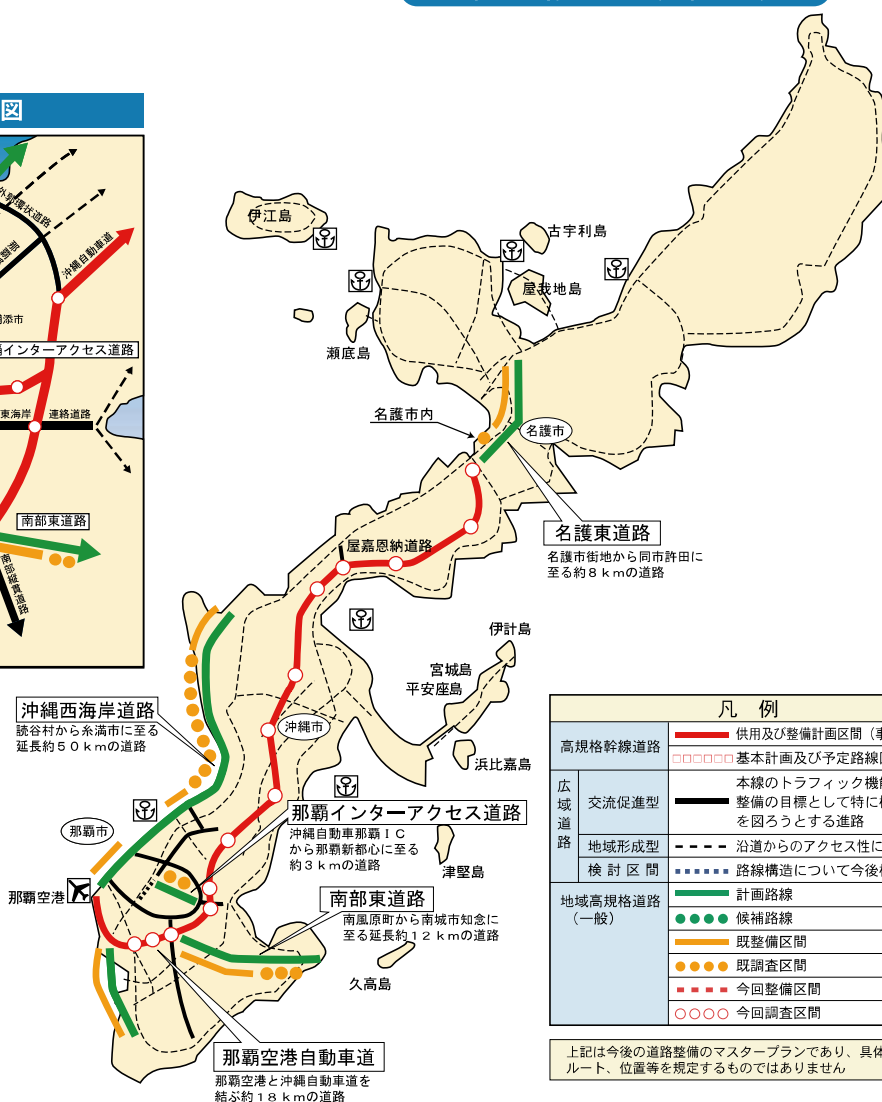 図
外郭環状道路
沖縄自動車道
添市
インターアクセス道路
東海岸
連絡道路
南部東道路
南部縦貫道路
伊江島
古宇利島
屋我地島
瀬底島
名護市内
名護市
名護東道路
名護市街地から同市許田に
至る約８ｋｍの道路
屋嘉恩納道路
伊計島
宮城島
平安座島
浜比嘉島
沖縄西海岸道路
読谷村から糸満市に至る
延長約５０ｋｍの道路
沖縄市
那覇インターアクセス道路
沖縄自動車那覇ＩＣ
から那覇新都心に至る
約３ｋｍの道路
那覇市
津堅島
那覇空港
南部東道路
南風原町から南城市知念に
至る延長約１２ｋｍの道路
久高島
那覇空港自動車道
那覇空港と沖縄自動車道を
結ぶ約１８ｋｍの道路
凡 例
高規格幹線道路
供用及び整備計画区間（
基本計画及び予定路線
広域道路
交流促進型
本線のトラフィック機
整備の目標として特に
を図ろうとする進路
地域形成型
沿道からのアクセス性に
検討区間
路線構造について今後
地域高規格道路
（一般）
計画路線
候補路線
既整備区間
既調査区間
今回整備区間
今回調査区間
上記は今後の道路整備のマスタープランであり、具体
ルート、位置等を規定するものではありません